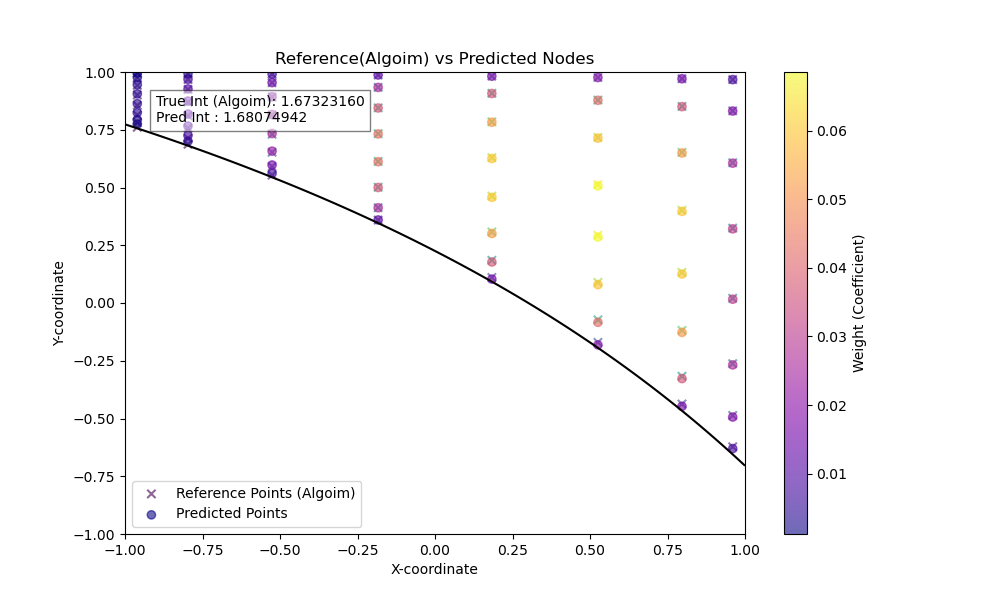 Reference(Algoim) vs Predicted Nodes
True Int (Algoim): 1.67323160
Pred Int : 1.68074942
1.00
0.75
0.50
0.25
0.00
−0.25
−0.50
−0.75
−1.00
Y-coordinate
Reference Points (Algoim)
Predicted Points
−1.00 −0.75 −0.50 −0.25 0.00 0.25 0.50 0.75 1.00
X-coordinate
0.06
0.05
0.04
0.03
0.02
0.01
Weight (Coefficient)